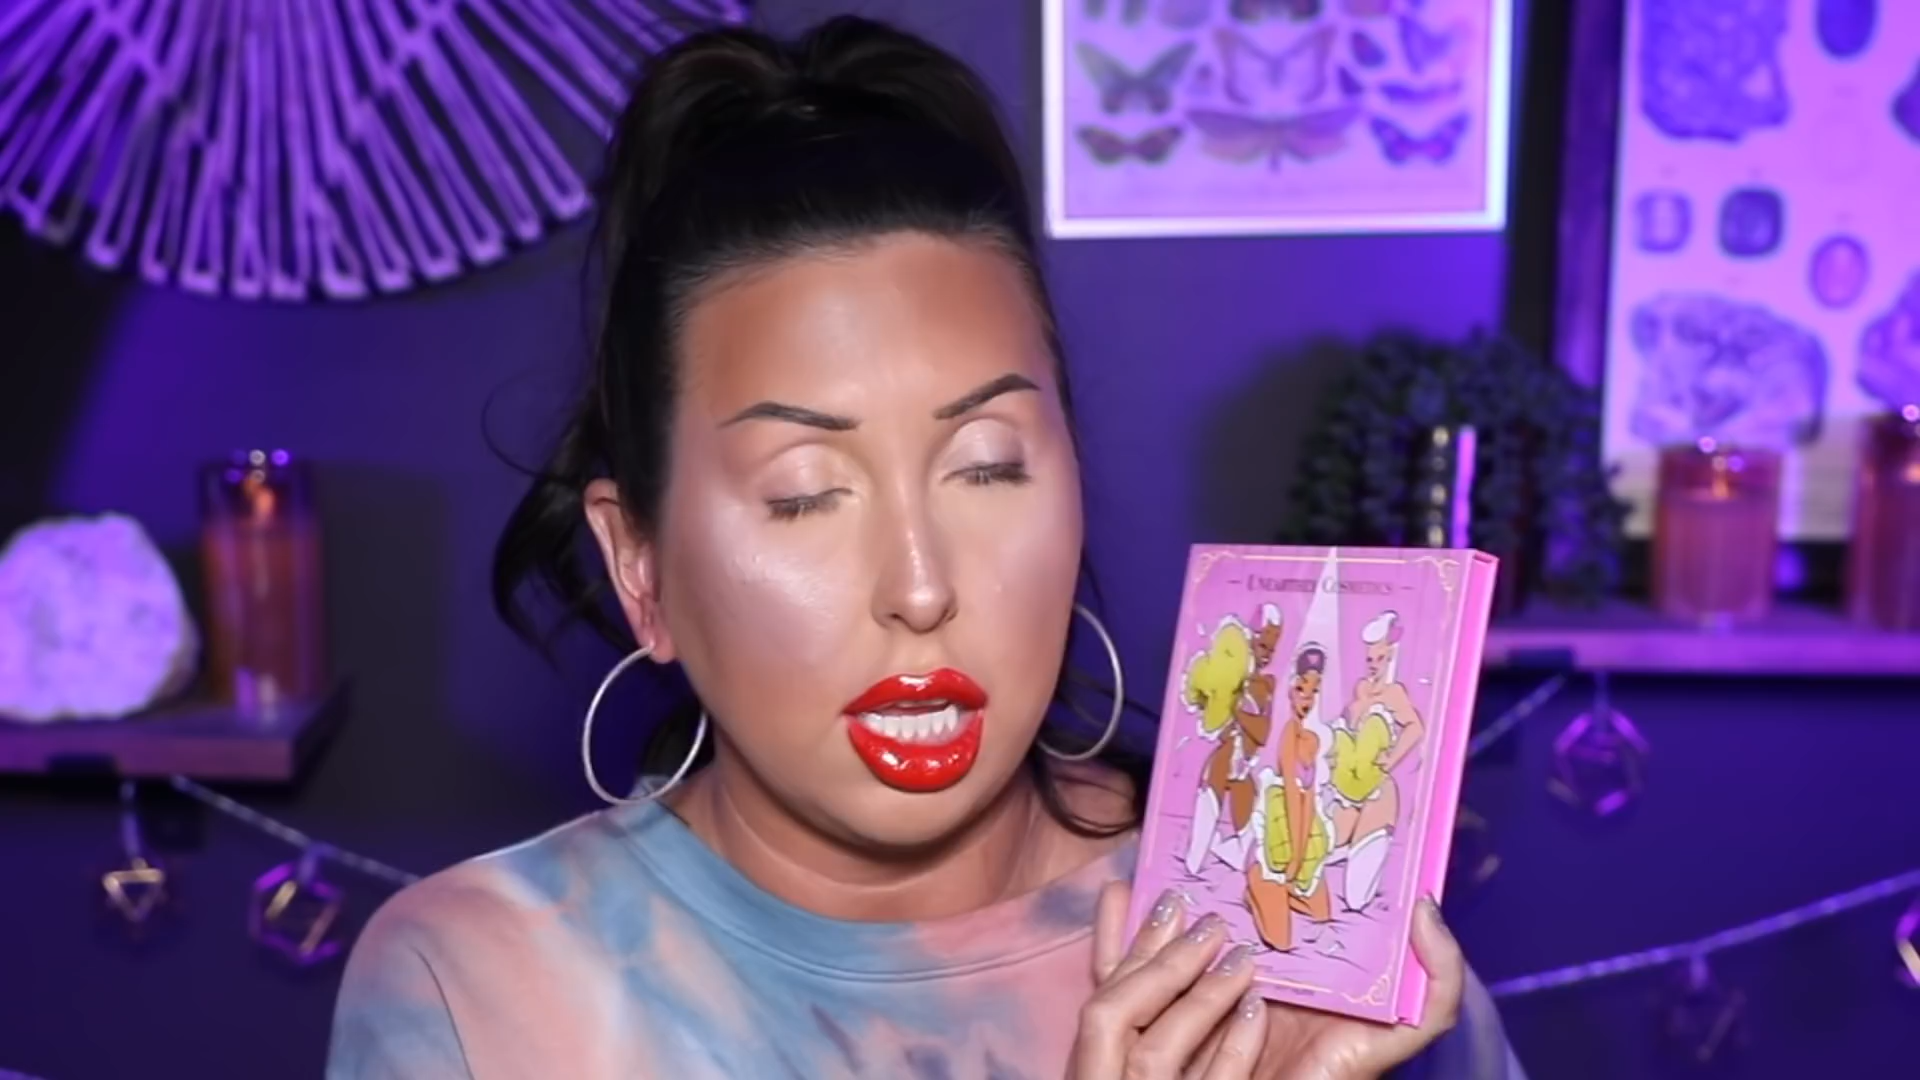 — Unearthly Cosmetics —